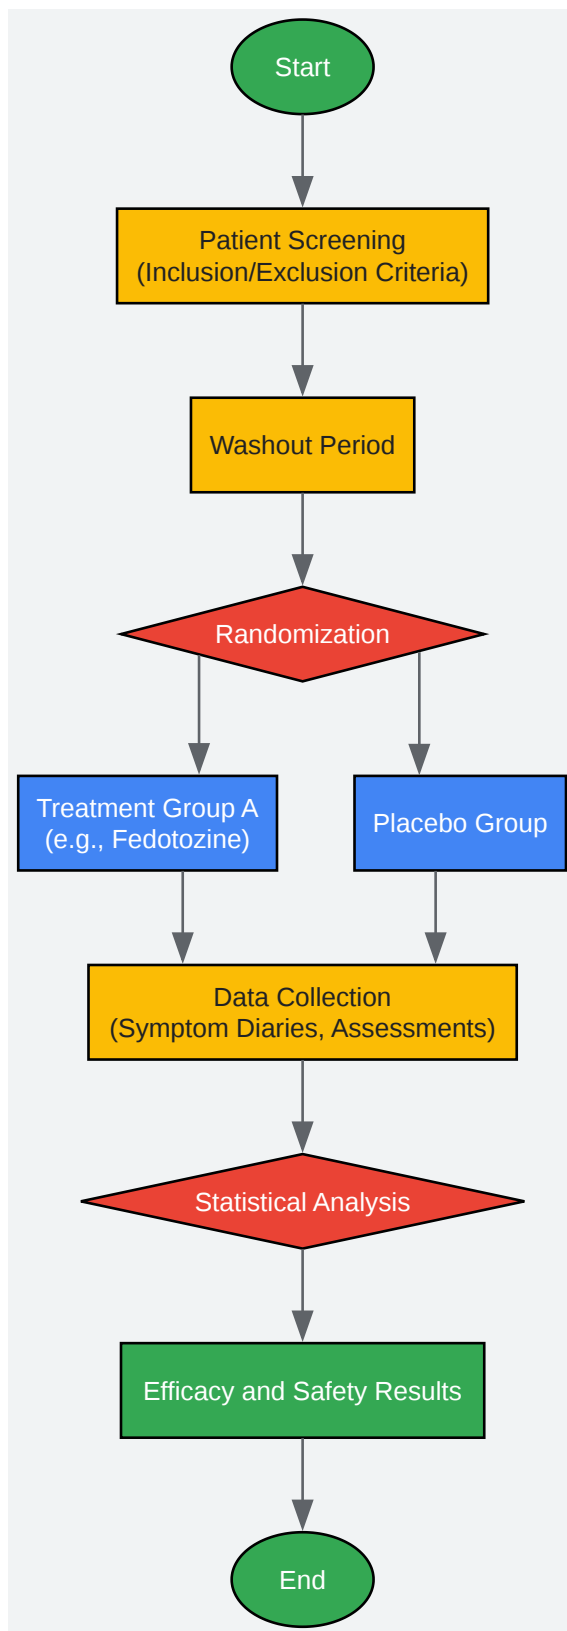 Start
Patient Screening
(Inclusion/Exclusion Criteria)
Washout Period
Randomization
Treatment Group A
(e.g., Fedotozine)
Placebo Group
Data Collection
(Symptom Diaries, Assessments)
Statistical Analysis
Efficacy and Safety Results
End